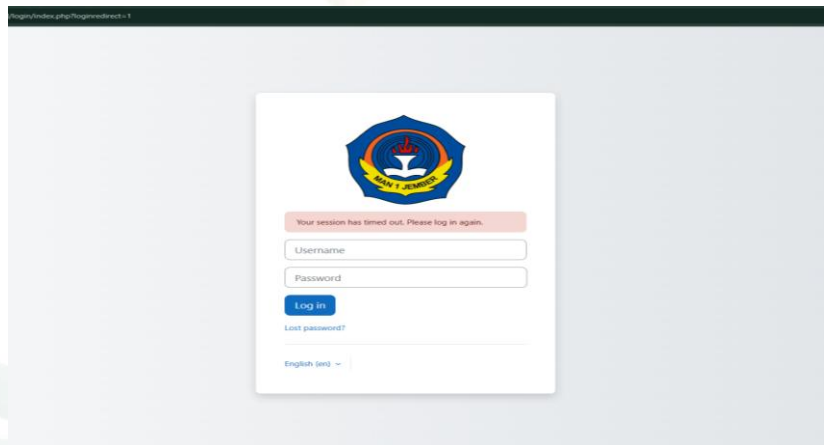 /login/index.php?loginredirect=1
MAN 1 JEMBER
Your session has timed out. Please log in again.
Username
Password
Log in
Lost password?
English (en)